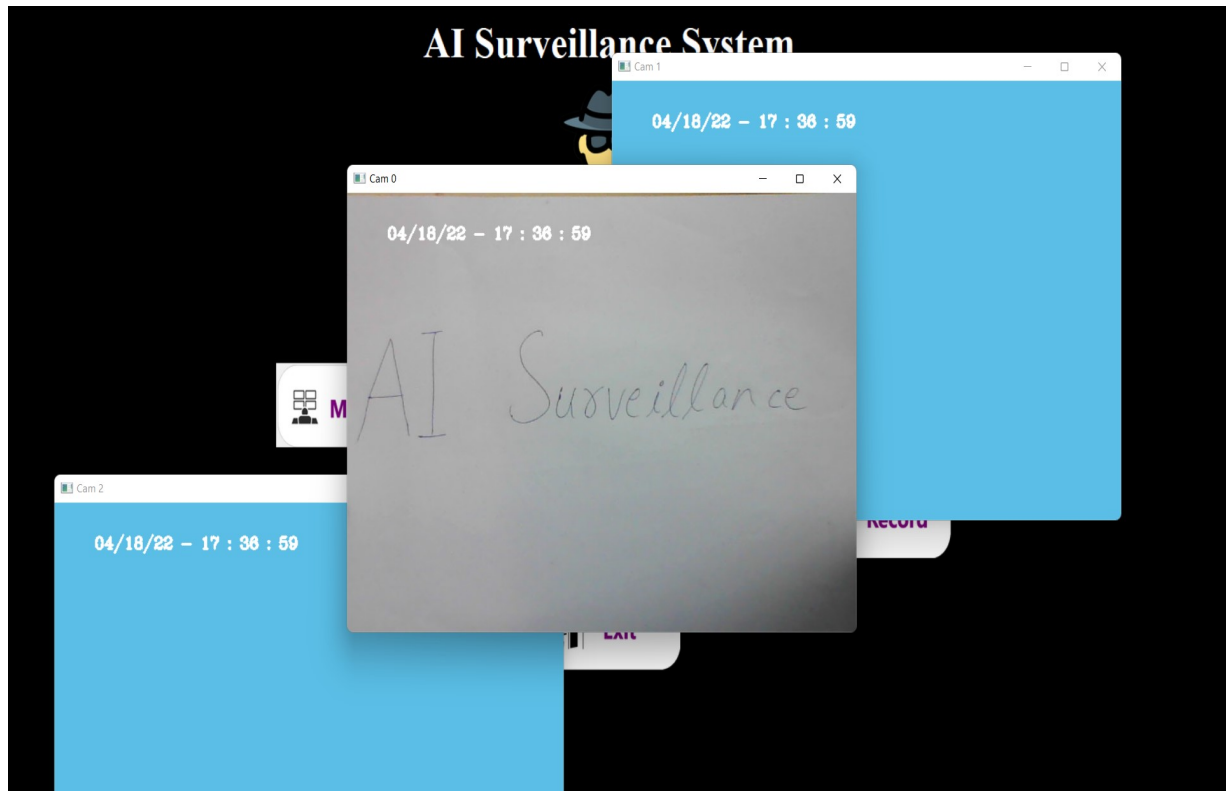 AI Surveillance System
Cam 1
04/18/22 - 17 : 36 : 59
Cam 0
04/18/22 - 17 : 36 : 59
AI Surveillance
M
Cam 2
Record
04/18/22 - 17 : 36 : 59
Exit